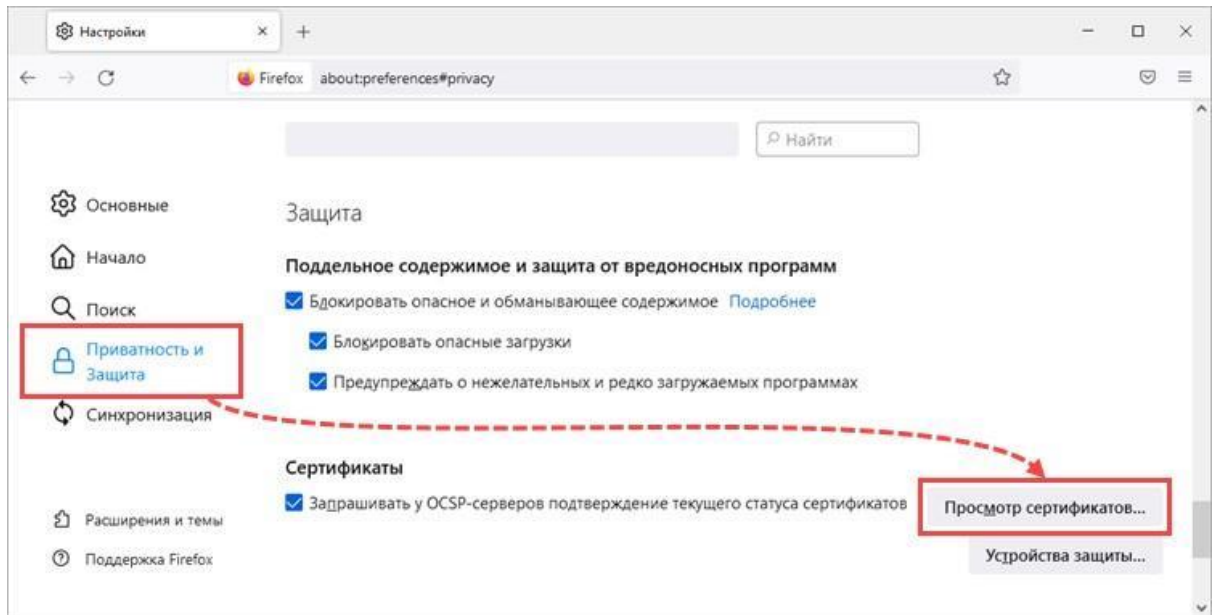 Настройки
Firefox about:preferences#privacy
Найти
Основные
Начало
Поиск
Приватность и
Защита
Синхронизация
Расширения и темы
Поддержка Firefox
Защита
Поддельное содержимое и защита от вредоносных программ
Блокировать опасное и обманывающее содержимое Подробнее
Блокировать опасные загрузки
Предупреждать о нежелательных и редко загружаемых программах
Сертификаты
Запрашивать у OCSP-серверов подтверждение текущего статуса сертификатов
Просмотр сертификатов...
Устройства защиты...